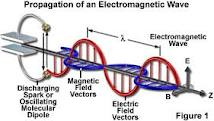 Propagation of an Electromagnetic Wave
λ
Electromagnetic
Wave
Discharging
Spark or
Oscillating
Molecular
Dipole
Magnetic
Field
Vectors
Electric
Field
Vectors
E
B
Z
Figure 1